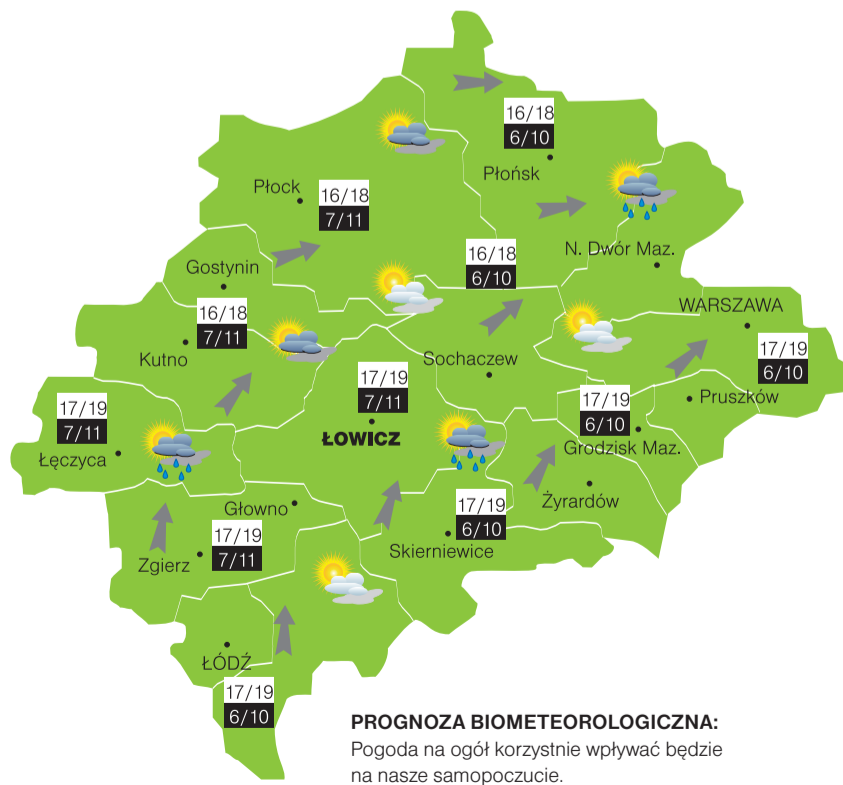 16/18
6/10
Płońsk
Płock
16/18
7/11
N. Dwór Maz.
16/18
6/10
Gostynin
WARSZAWA
16/18
7/11
Kutno
Sochaczew
17/19
6/10
17/19
7/11
Pruszków
17/19
6/10
17/19
7/11
ŁOWICZ
Grodzisk Maz.
Łęczyca
Żyrardów
Głowno
17/19
6/10
Skierniewice
17/19
7/11
Zgierz
ŁÓDŹ
17/19
6/10
PROGNOZA BIOMETEOROLOGICZNA:
Pogoda na ogół korzystnie wpływać będzie
na nasze samopoczucie.